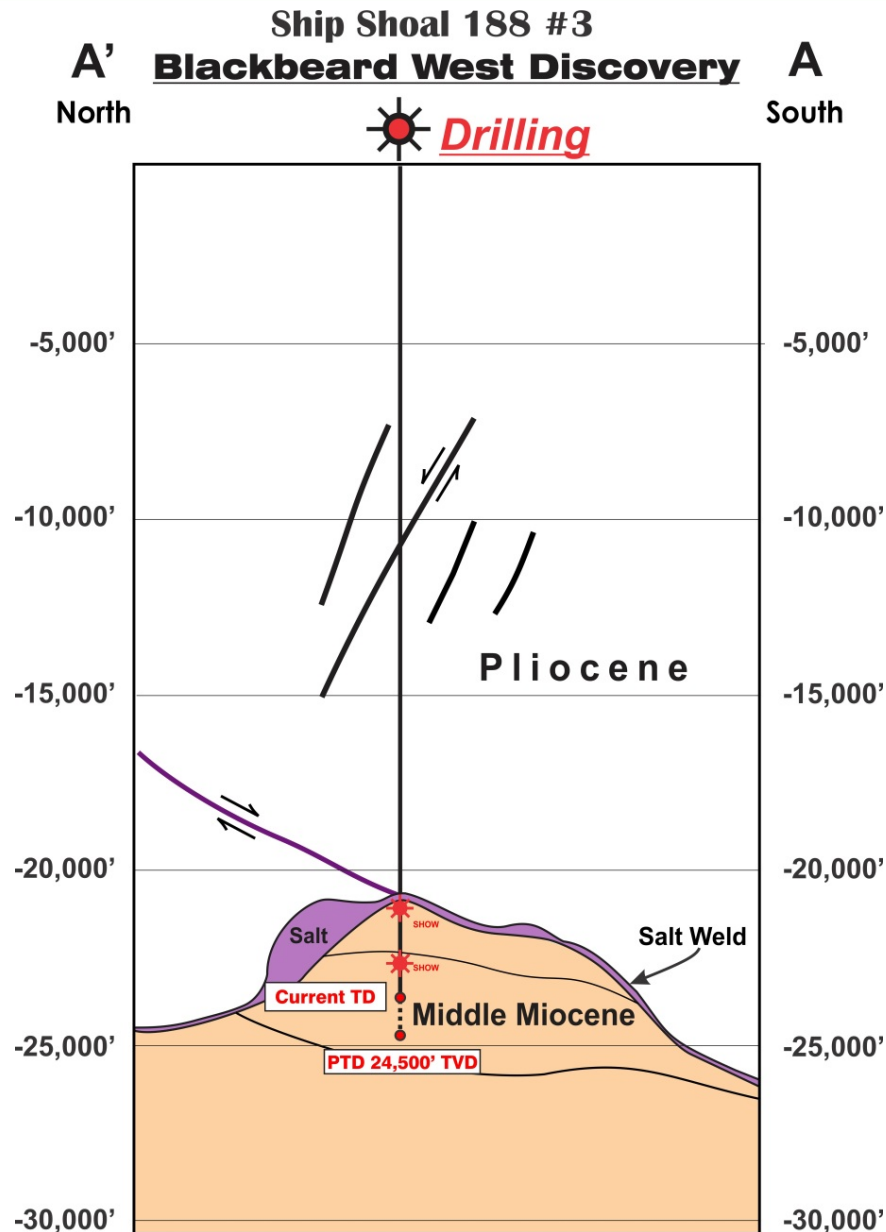 Ship Shoal 188 #3
A’ Blackbeard West Discovery A
North South
Drilling
-5,000’ -5,000’
-10,000’ -10,000’
Pliocene
-15,000’ -15,000’
-20,000’ -20,000’
SHOW
Salt
Salt Weld
SHOW
Current TD
Middle Miocene
-25,000’ -25,000’
PTD 24,500’ TVD
-30,000’ -30,000’